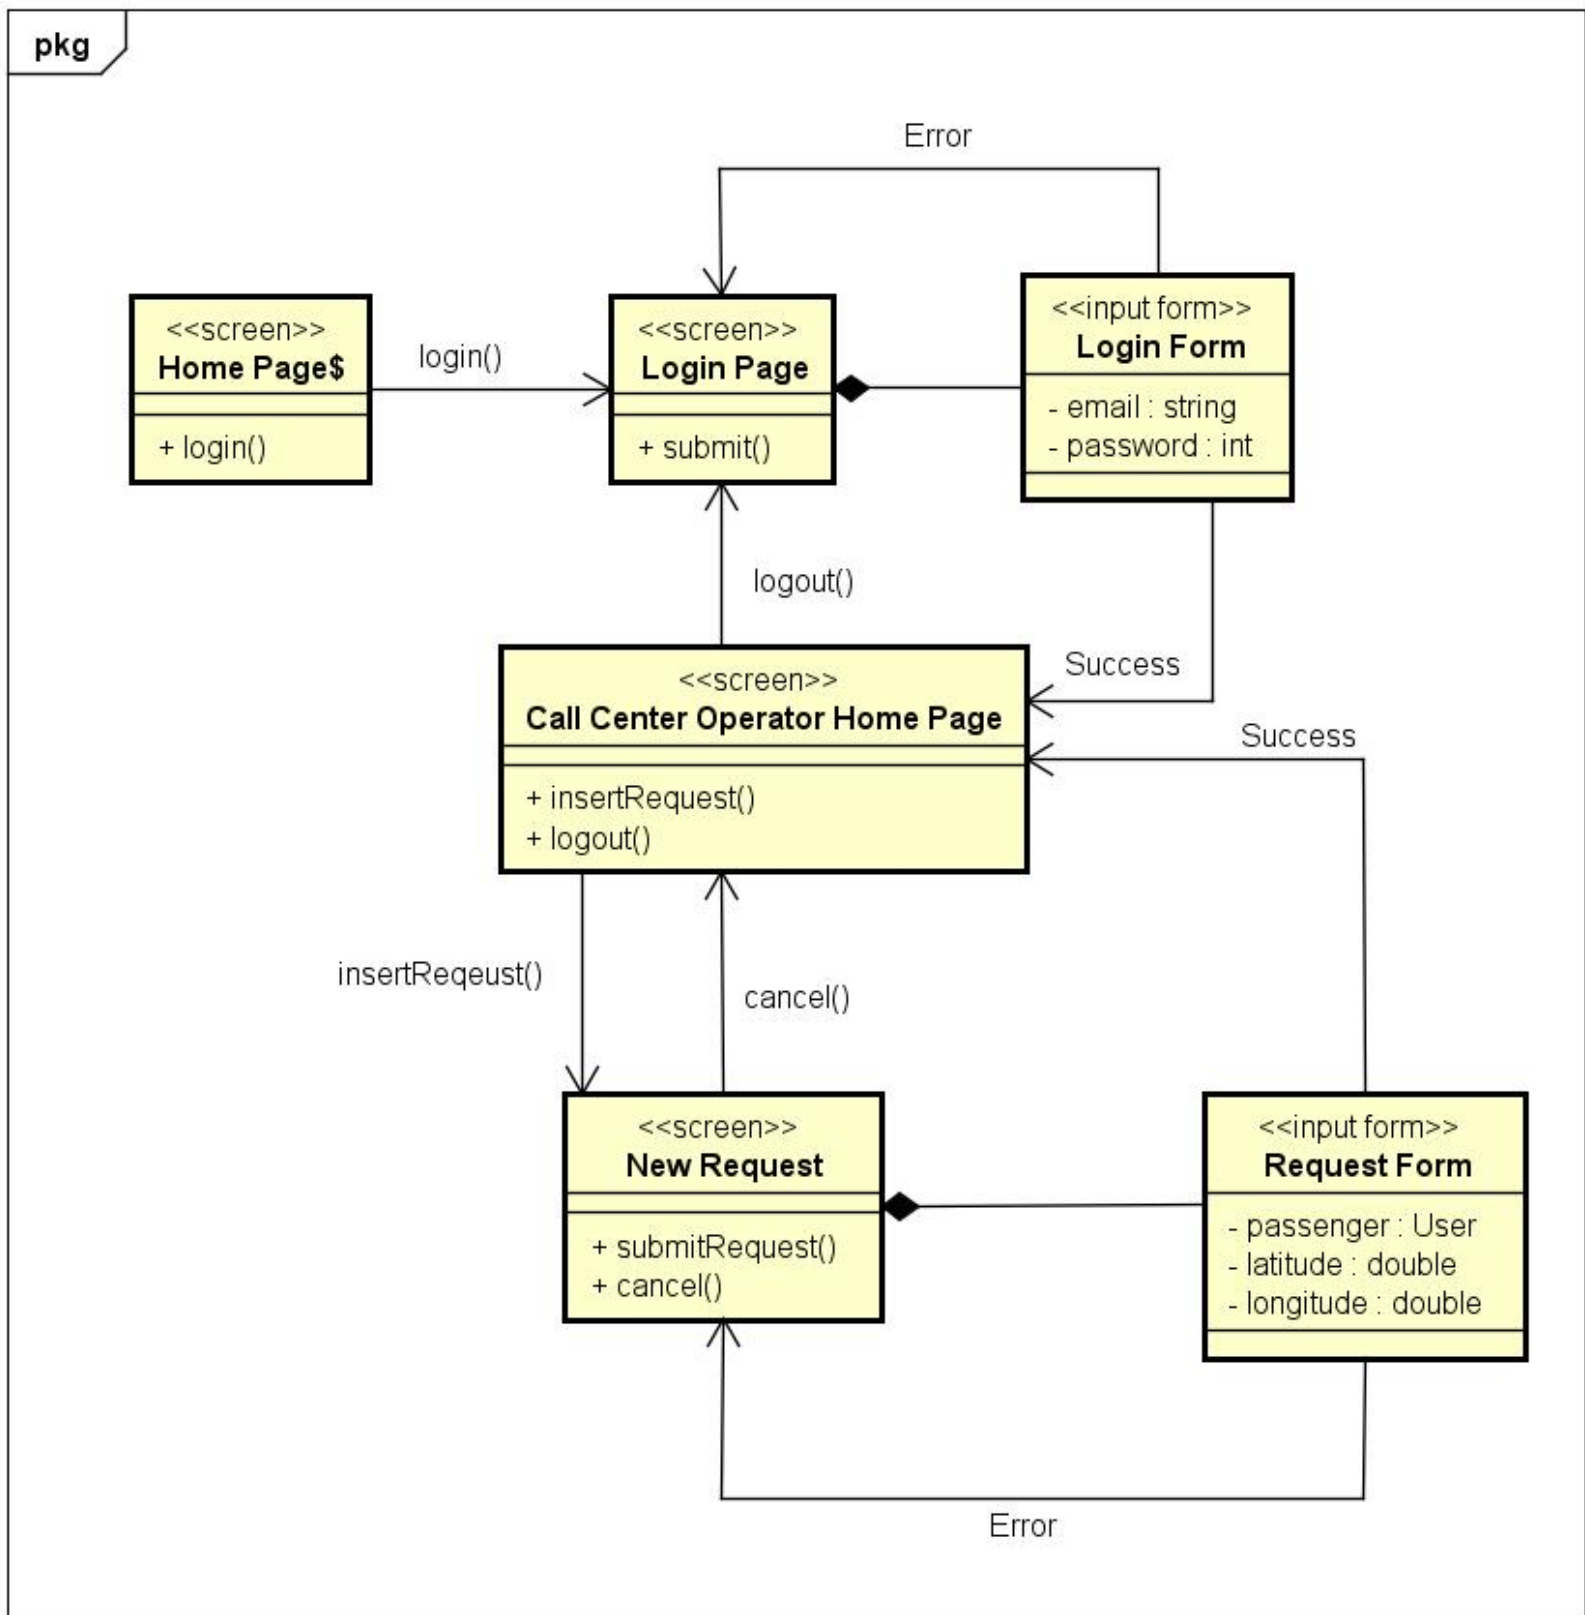 pkg
Error
<<screen>>
Home Page$
+ login()
login()
<<screen>>
Login Page
+ submit()
<<input form>>
Login Form
- email : string
- password : int
logout()
Success
<<screen>>
Call Center Operator Home Page
+ insertRequest()
+ logout()
Success
insertReqeust()
cancel()
<<screen>>
New Request
+ submitRequest()
+ cancel()
<<input form>>
Request Form
- passenger : User
- latitude : double
- longitude : double
Error